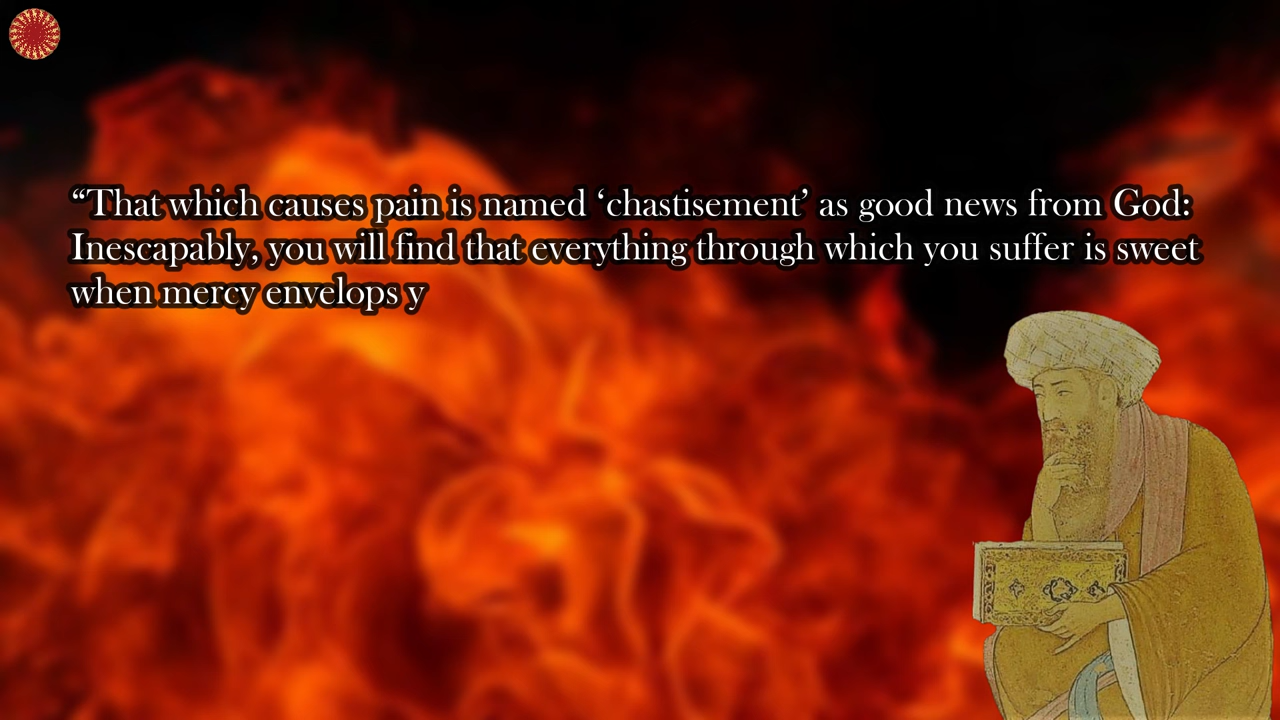 “That which causes pain is named ‘chastisement’ as good news from God:
Inescapably, you will find that everything through which you suffer is sweet
when mercy envelops y